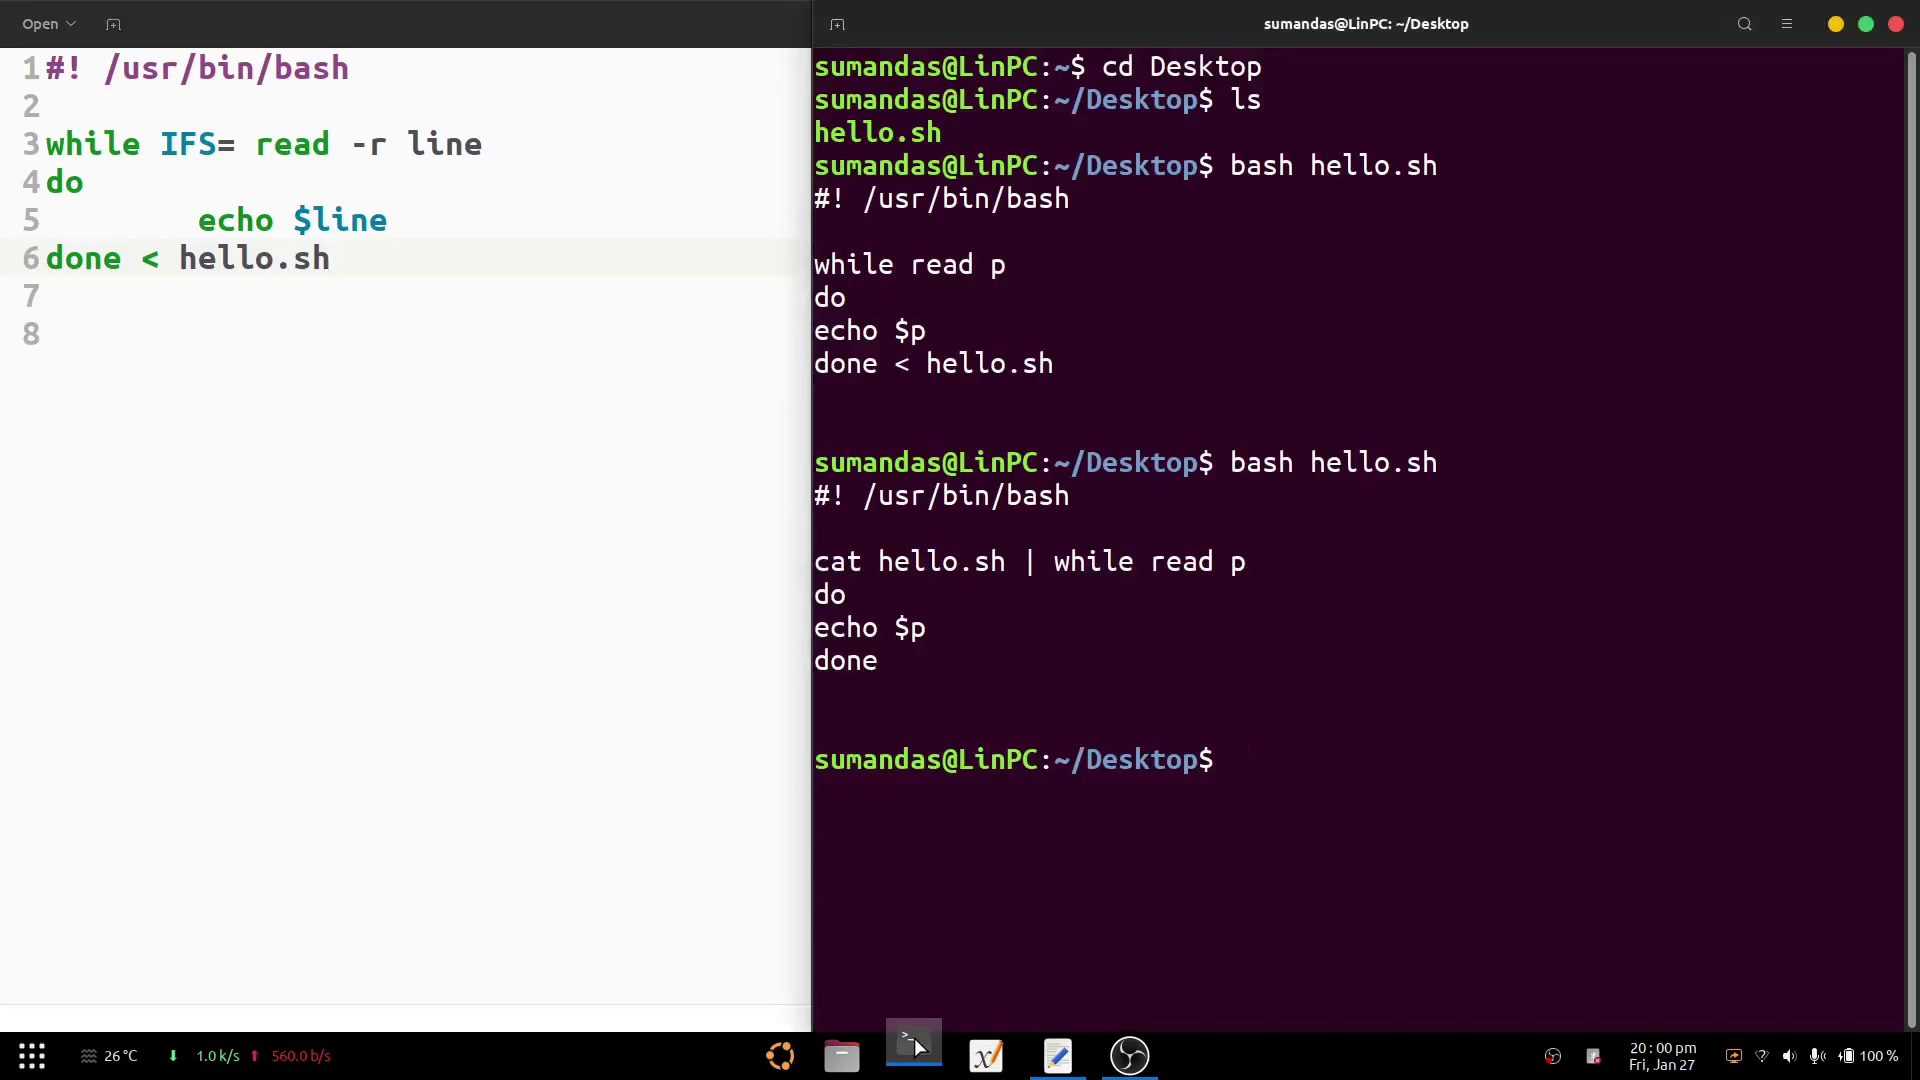 Open
sumandas@LinPC: ~/Desktop
1 #! /usr/bin/bash
2
3 while IFS= read -r line
4 do
5         echo $line
6 done < hello.sh
7
8
sumandas@LinPC:~$ cd Desktop
sumandas@LinPC:~/Desktop$ ls
hello.sh
sumandas@LinPC:~/Desktop$ bash hello.sh
#! /usr/bin/bash

while read p
do
echo $p
done < hello.sh

sumandas@LinPC:~/Desktop$ bash hello.sh
#! /usr/bin/bash

cat hello.sh | while read p
do
echo $p
done

sumandas@LinPC:~/Desktop$
26 °C 1.0 k/s 560.0 b/s
20 : 00 pm
Fri, Jan 27
100 %